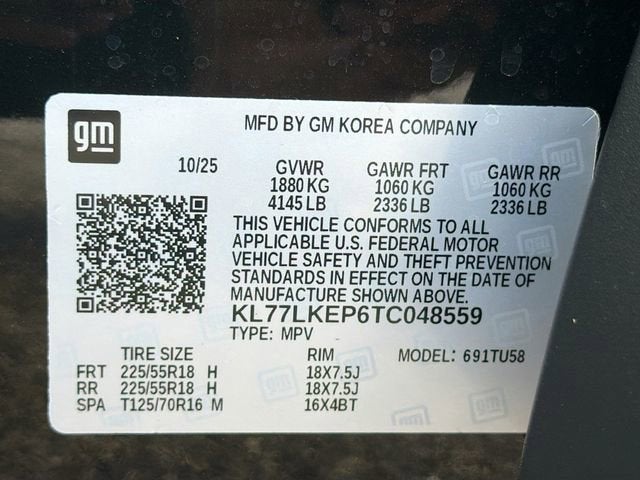 gm
MFD BY GM KOREA COMPANY
10/25 GVWR GAWR FRT GAWR RR
1880 KG 1060 KG 1060 KG
4145 LB 2336 LB 2336 LB
THIS VEHICLE CONFORMS TO ALL
APPLICABLE U.S. FEDERAL MOTOR
VEHICLE SAFETY AND THEFT PREVENTION
STANDARDS IN EFFECT ON THE DATE OF
MANUFACTURE SHOWN ABOVE.
KL77LKEP6TC048559
TYPE: MPV
TIRE SIZE RIM MODEL: 691TU58
FRT 225/55R18 H 18X7.5J
RR 225/55R18 H 18X7.5J
SPA T125/70R16 M 16X4BT